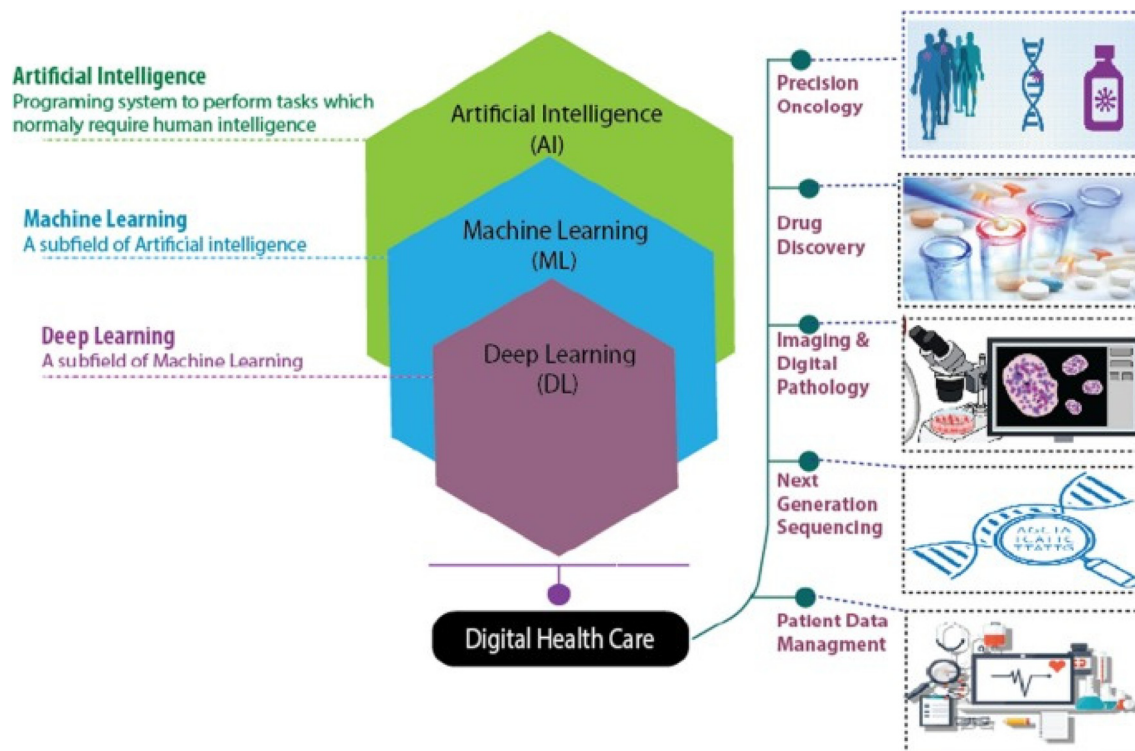 Artificial Intelligence
Programing system to perform tasks which
normaly require human intelligence
Machine Learning
A subfield of Artificial intelligence
Deep Learning
A subfield of Machine Learning
Artificial Intelligence
(AI)
Machine Learning
(ML)
Deep Learning
(DL)
Digital Health Care
Precision
Oncology
Drug
Discovery
Imaging &
Digital
Pathology
Next
Generation
Sequencing
TCATTC
TTATTG
Patient Data
Managment